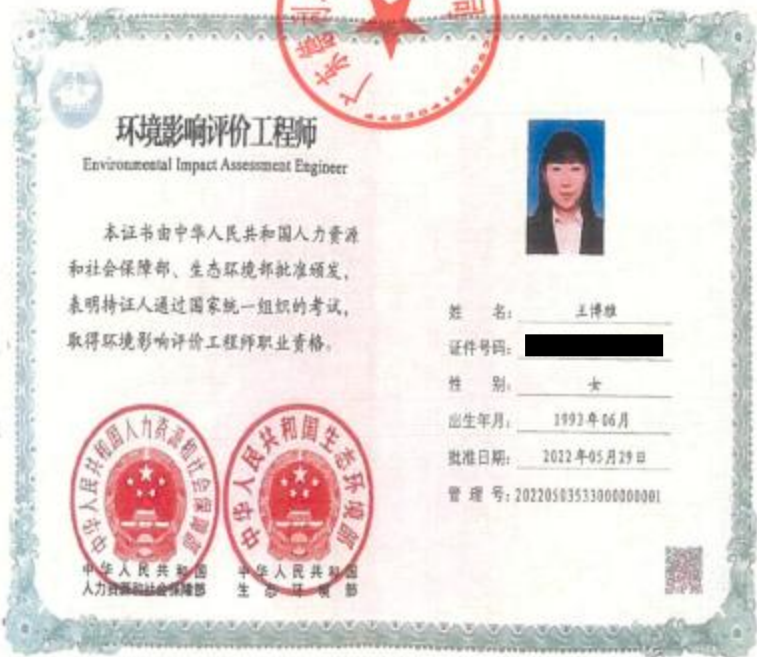 环境影响评价工程师
Environmental Impact Assessment Engineer
本证书由中华人民共和国人力资源
和社会保障部、生态环境部批准颁发,
表明持证人通过国家统一组织的考试,
取得环境影响评价工程师职业资格。
中华人民共和国人力资源和社会保障部
中华人民共和国生态环境部
中华人民共和国
人力资源和社会保障部
中华人民共和国
生态环境部
姓 名: 王博雅
证件号码:
性 别: 女
出生年月: 1993年06月
批准日期: 2022年05月29日
管 理 号: 20220503533000000001
广东